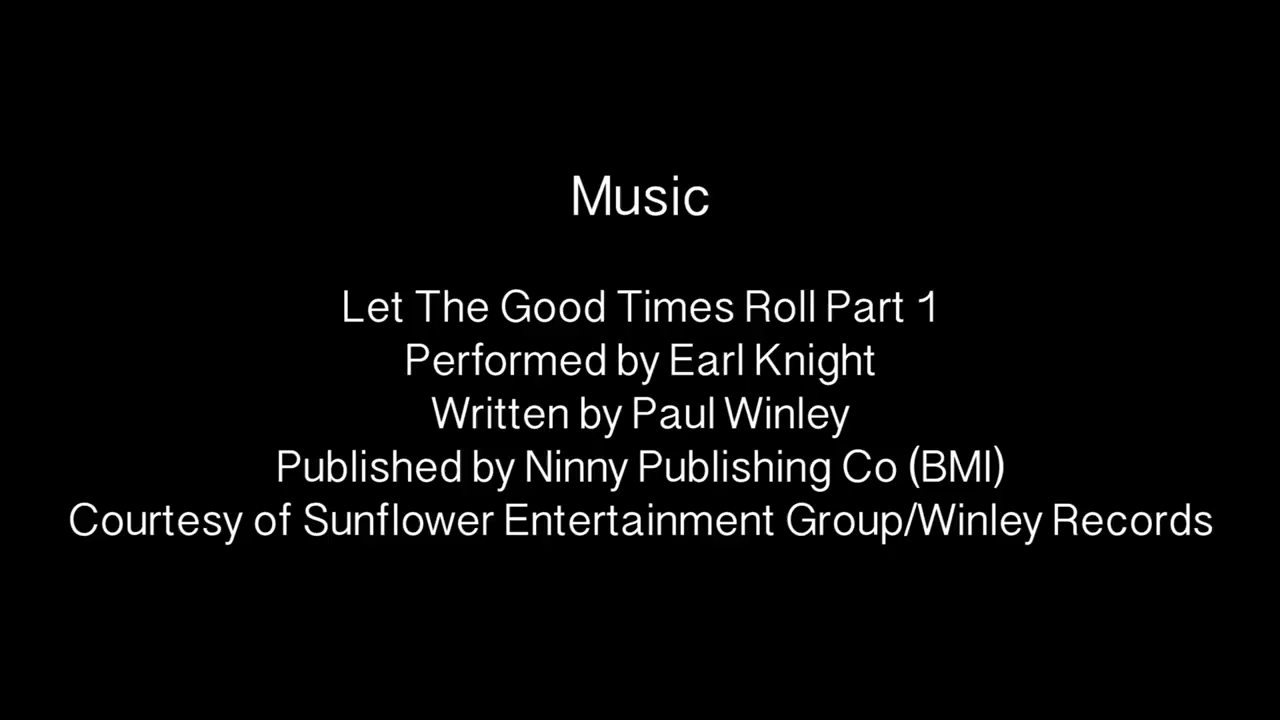 Music
Let The Good Times Roll Part 1
Performed by Earl Knight
Written by Paul Winley
Published by Ninny Publishing Co (BMI)
Courtesy of Sunflower Entertainment Group/Winley Records